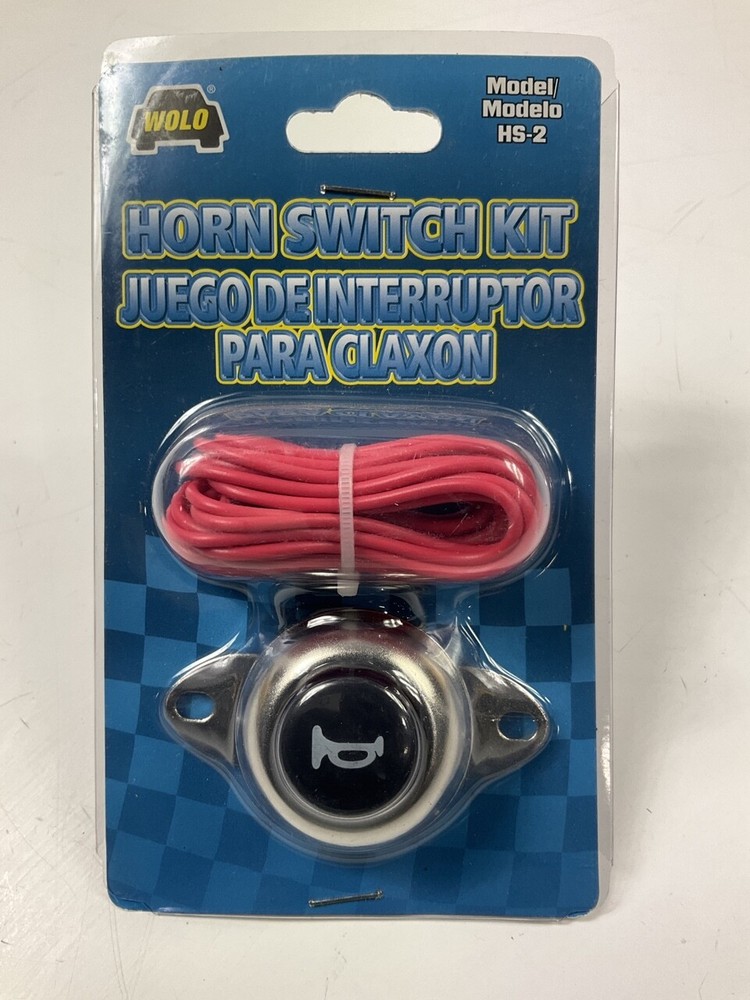 WOLO
®
Model/
Modelo
HS-2
HORN SWITCH KIT
JUEGO DE INTERRUPTOR
PARA CLAXON